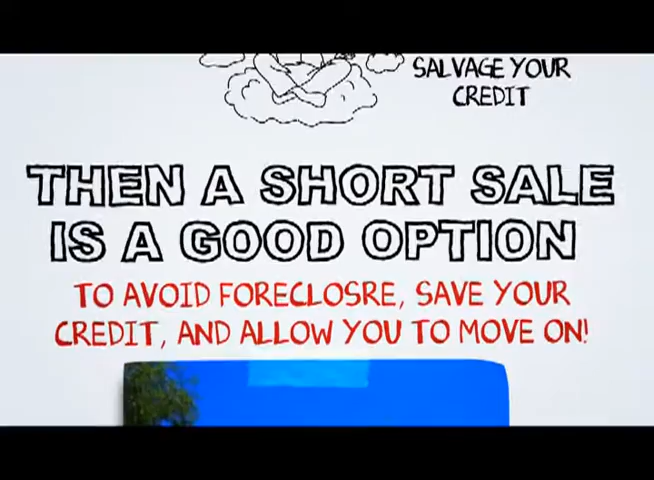 SALVAGE YOUR
CREDIT
THEN A SHORT SALE
IS A GOOD OPTION
TO AVOID FORECLOSRE, SAVE YOUR
CREDIT, AND ALLOW YOU TO MOVE ON!